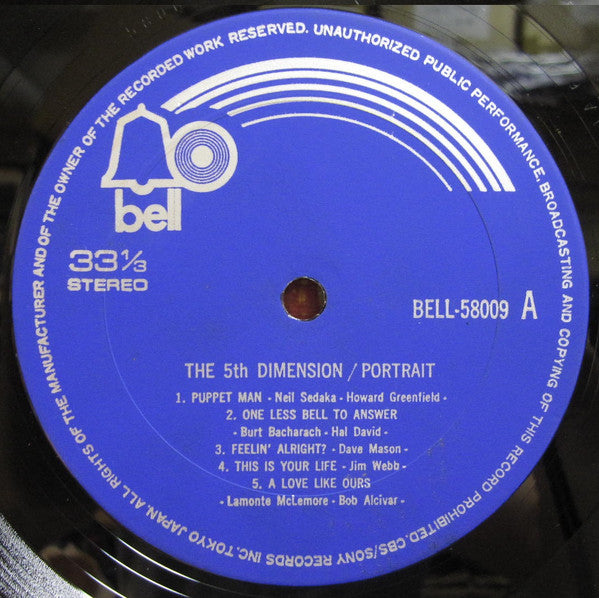 ALL RIGHTS OF THE MANUFACTURER AND OF THE OWNER OF THE RECORDED WORK RESERVED. UNAUTHORIZED PUBLIC PERFORMANCE, BROADCASTING AND COPYING OF THIS RECORD PROHIBITED. CBS/SONY RECORDS INC. TOKYO JAPAN.
bell
33 1/3
STEREO
BELL-58009 A
THE 5th DIMENSION / PORTRAIT
1. PUPPET MAN - Neil Sedaka - Howard Greenfield -
2. ONE LESS BELL TO ANSWER
- Burt Bacharach - Hal David -
3. FEELIN' ALRIGHT? - Dave Mason -
4. THIS IS YOUR LIFE - Jim Webb -
5. A LOVE LIKE OURS
- Lamonte McLemore - Bob Alcivar -